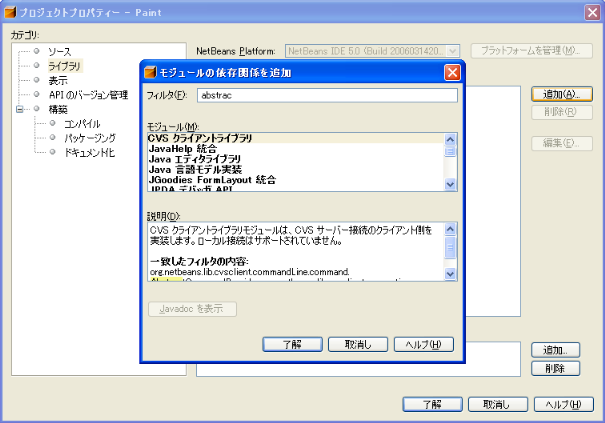 プロジェクトプロパティー - Paint
カテゴリ:
ソース
ライブラリ
表示
API のバージョン管理
構築
コンパイル
パッケージング
ドキュメント化
NetBeans Platform:
NetBeans IDE 5.0 (Build 2006031420...
プラットフォームを管理(M)...
追加(A)...
削除(R)
編集(E)...
モジュールの依存関係を追加
フィルタ(F):
abstrac
モジュール(M):
CVS クライアントライブラリ
JavaHelp 統合
Java エディタライブラリ
Java 言語モデル実装
JGoodies FormLayout 統合
JPDA デバッガ API
説明(D):
CVS クライアントライブラリモジュールは、CVS サーバー接続のクライアント側を
実装します。ローカル接続はサポートされていません。
一致したフィルタの内容:
org.netbeans.lib.cvsclient.commandLine.command.
Javadoc を表示
了解
取消し
ヘルプ(H)
追加...
削除
了解
取消し
ヘルプ(H)